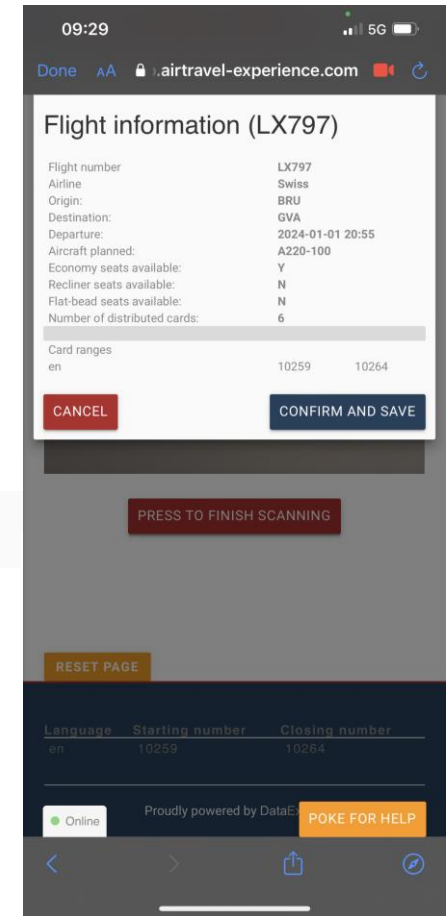 09:29
5G
Done AA .airtravel-experience.com
Flight information (LX797)
Flight number LX797
Airline Swiss
Origin: BRU
Destination: GVA
Departure: 2024-01-01 20:55
Aircraft planned: A220-100
Economy seats available: Y
Recliner seats available: N
Flat-bead seats available: N
Number of distributed cards: 6
Card ranges
en 10259 10264
CANCEL CONFIRM AND SAVE
PRESS TO FINISH SCANNING
RESET PAGE
Language Starting number Closing number
en 10259 10264
Online
Proudly powered by DataEx
POKE FOR HELP